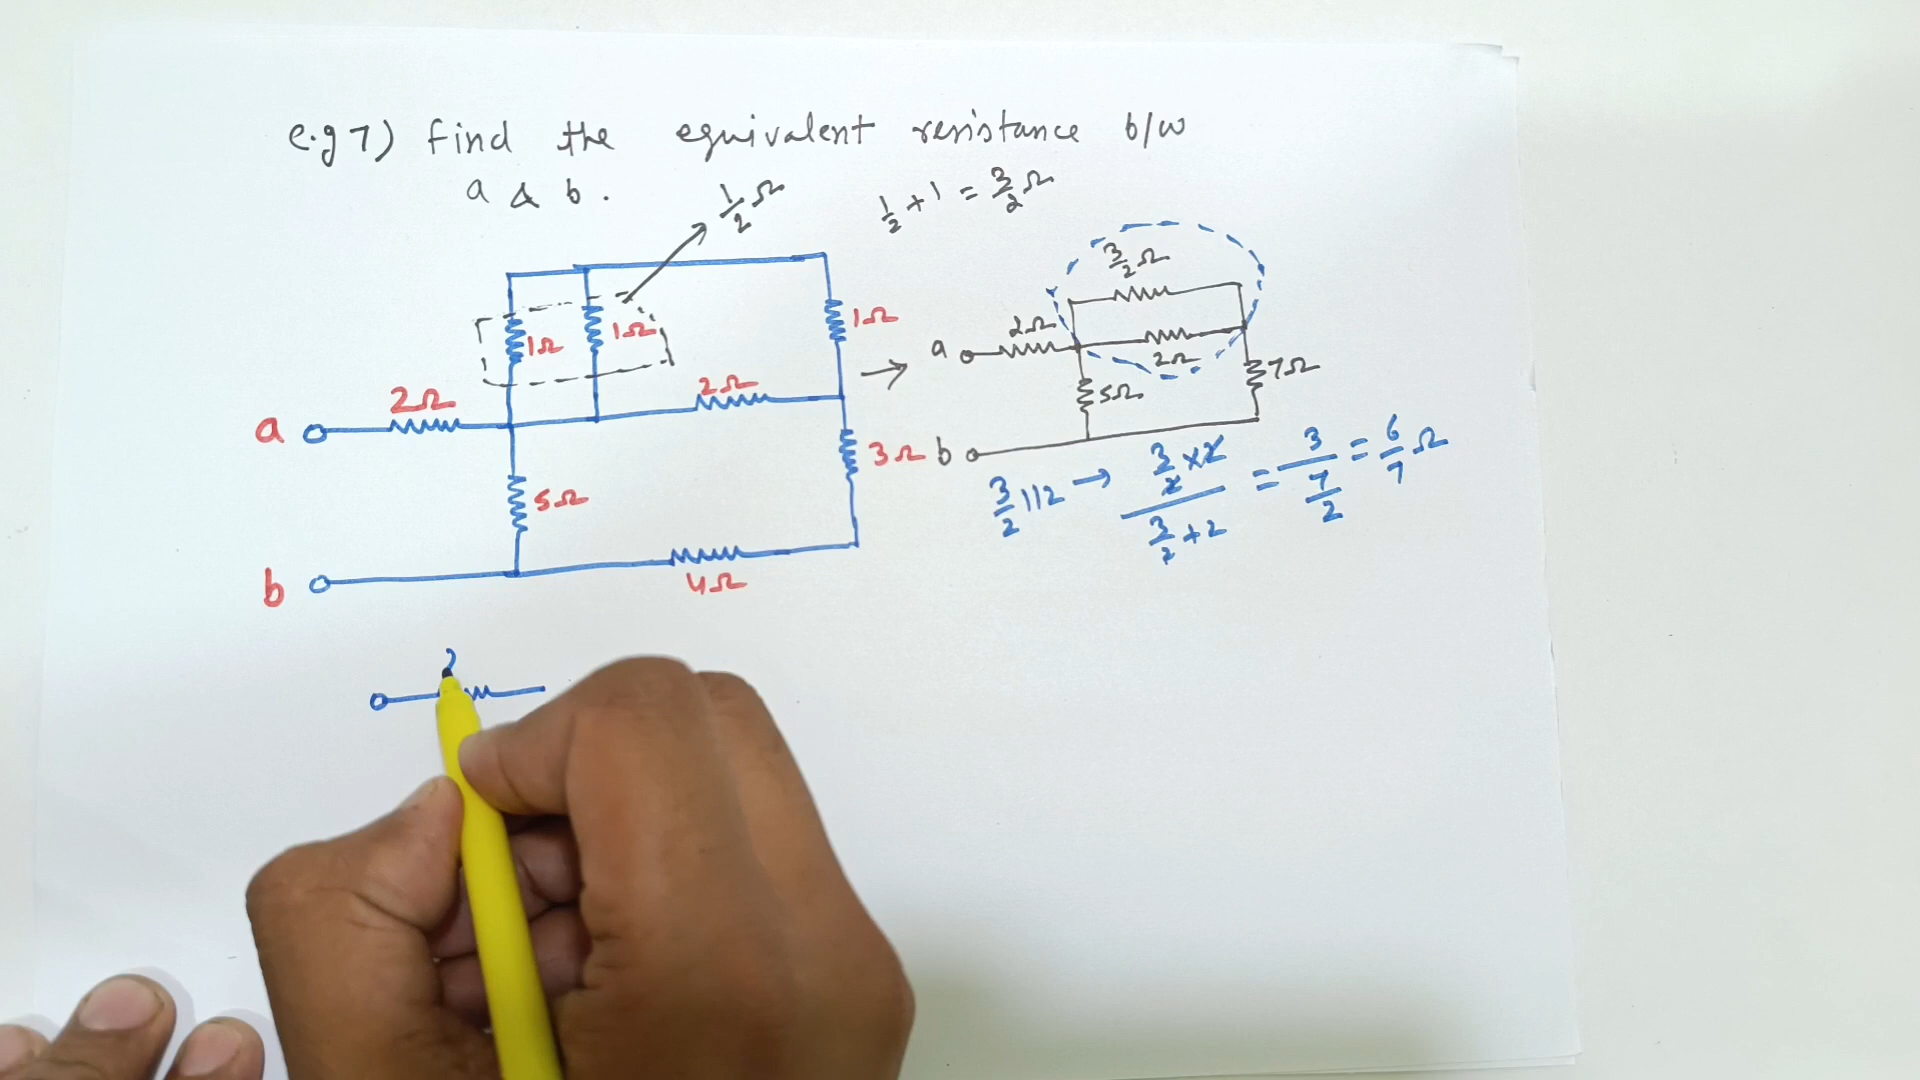 e.g 7) Find the equivalent resistance b/w
a & b.
1/2 Ω
1/2 + 1 = 3/2 Ω
1Ω
1Ω
1Ω
2Ω
2Ω
a
5Ω
3Ω
b
4Ω
3/2 Ω
2Ω
a
2Ω
5Ω
7Ω
b
3/2 || 2 → (3/2 × 2)/(3/2 + 2) = 3/(7/2) = 6/7 Ω